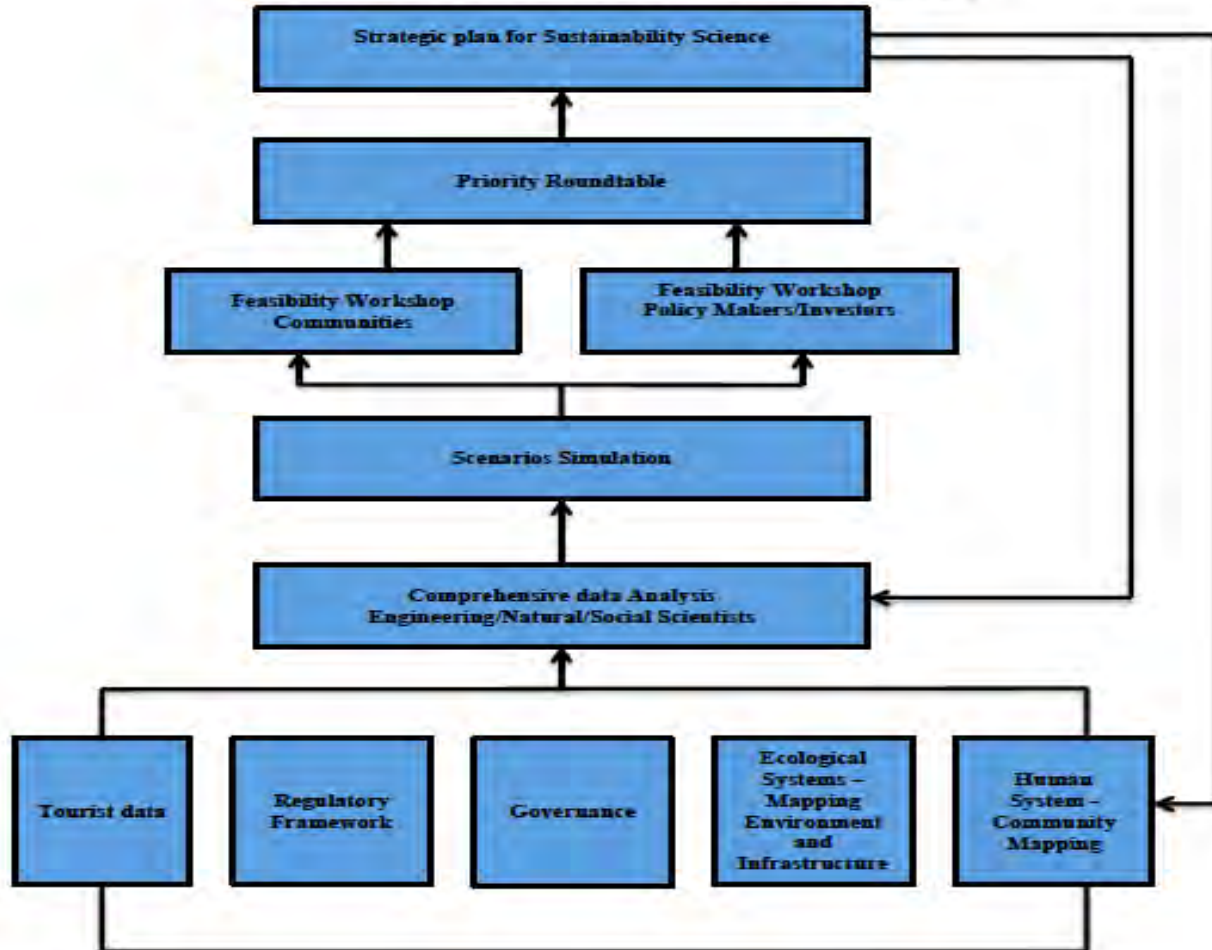 Strategic plan for Sustainability Science
Priority Roundtable
Feasibility Workshop
Communities
Feasibility Workshop
Policy Makers/Investors
Scenarios Simulation
Comprehensive data Analysis
Engineering/Natural/Social Scientists
Tourist data
Regulatory
Framework
Governance
Ecological
Systems –
Mapping
Environment
and
Infrastructure
Human
System –
Community
Mapping